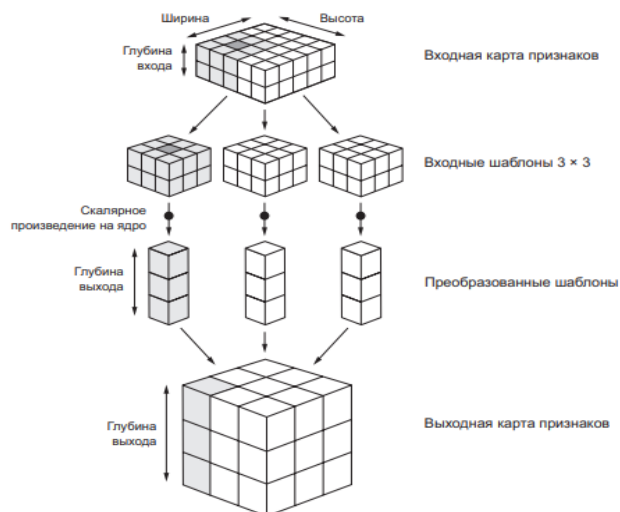 Ширина
Высота
Глубина
входа
Входная карта признаков
Входные шаблоны 3 × 3
Скалярное
произведение на ядро
Глубина
выхода
Преобразованные шаблоны
Глубина
выхода
Выходная карта признаков